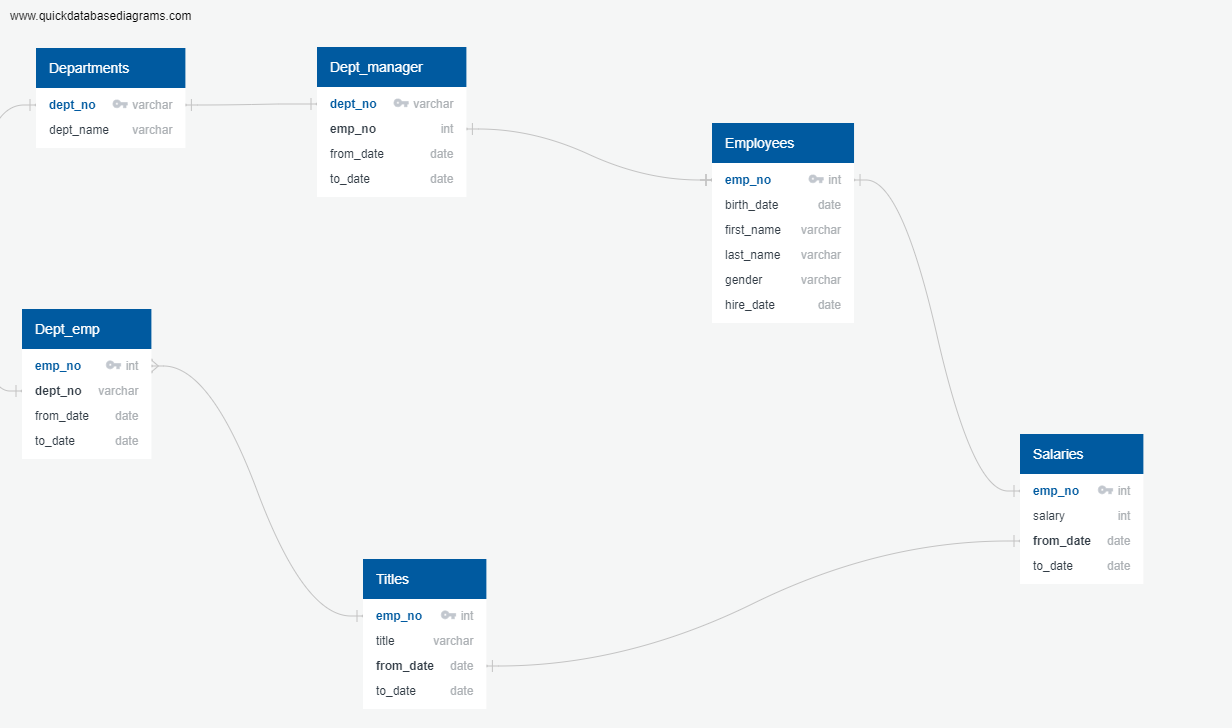 www.quickdatabasediagrams.com
Departments
dept_no varchar
dept_name varchar
Dept_manager
dept_no varchar
emp_no int
from_date date
to_date date
Employees
emp_no int
birth_date date
first_name varchar
last_name varchar
gender varchar
hire_date date
Dept_emp
emp_no int
dept_no varchar
from_date date
to_date date
Salaries
emp_no int
salary int
from_date date
to_date date
Titles
emp_no int
title varchar
from_date date
to_date date